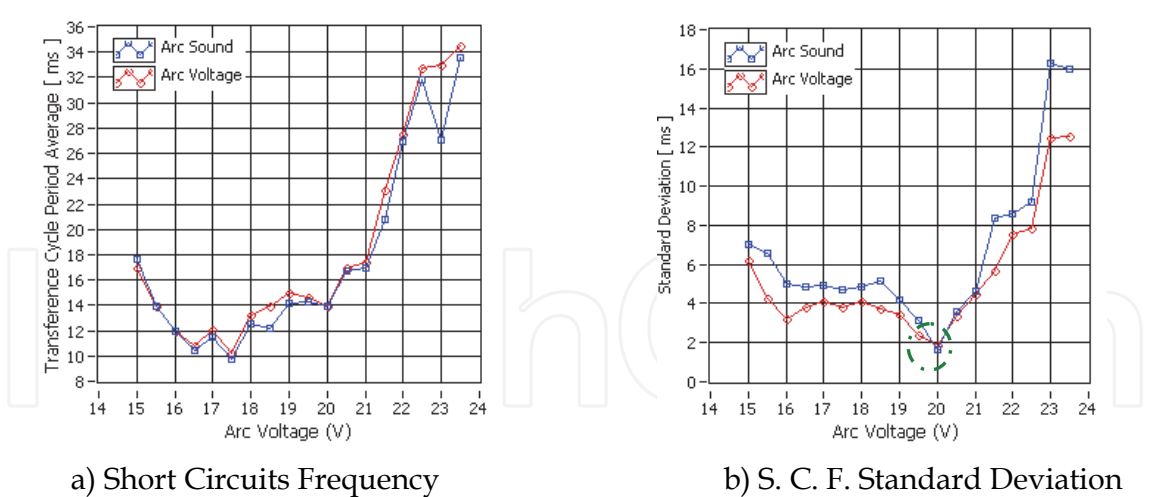 36
34
32
30
28
26
24
22
20
18
16
14
12
10
8
Transference Cycle Period Average [ ms ]
Arc Sound
Arc Voltage
14 15 16 17 18 19 20 21 22 23 24
Arc Voltage (V)
a) Short Circuits Frequency
18
16
14
12
10
8
6
4
2
0
Standard Deviation [ ms ]
Arc Sound
Arc Voltage
14 15 16 17 18 19 20 21 22 23 24
Arc Voltage (V)
b) S. C. F. Standard Deviation